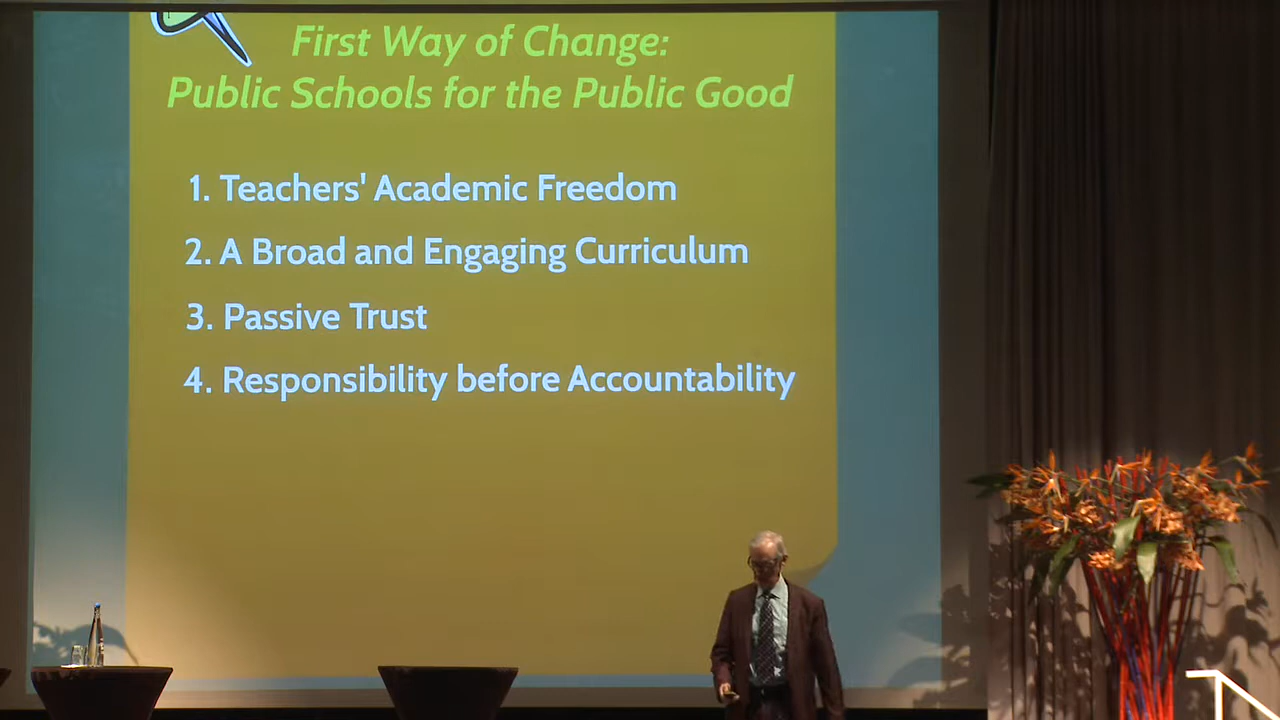 First Way of Change:
Public Schools for the Public Good
1. Teachers' Academic Freedom
2. A Broad and Engaging Curriculum
3. Passive Trust
4. Responsibility before Accountability